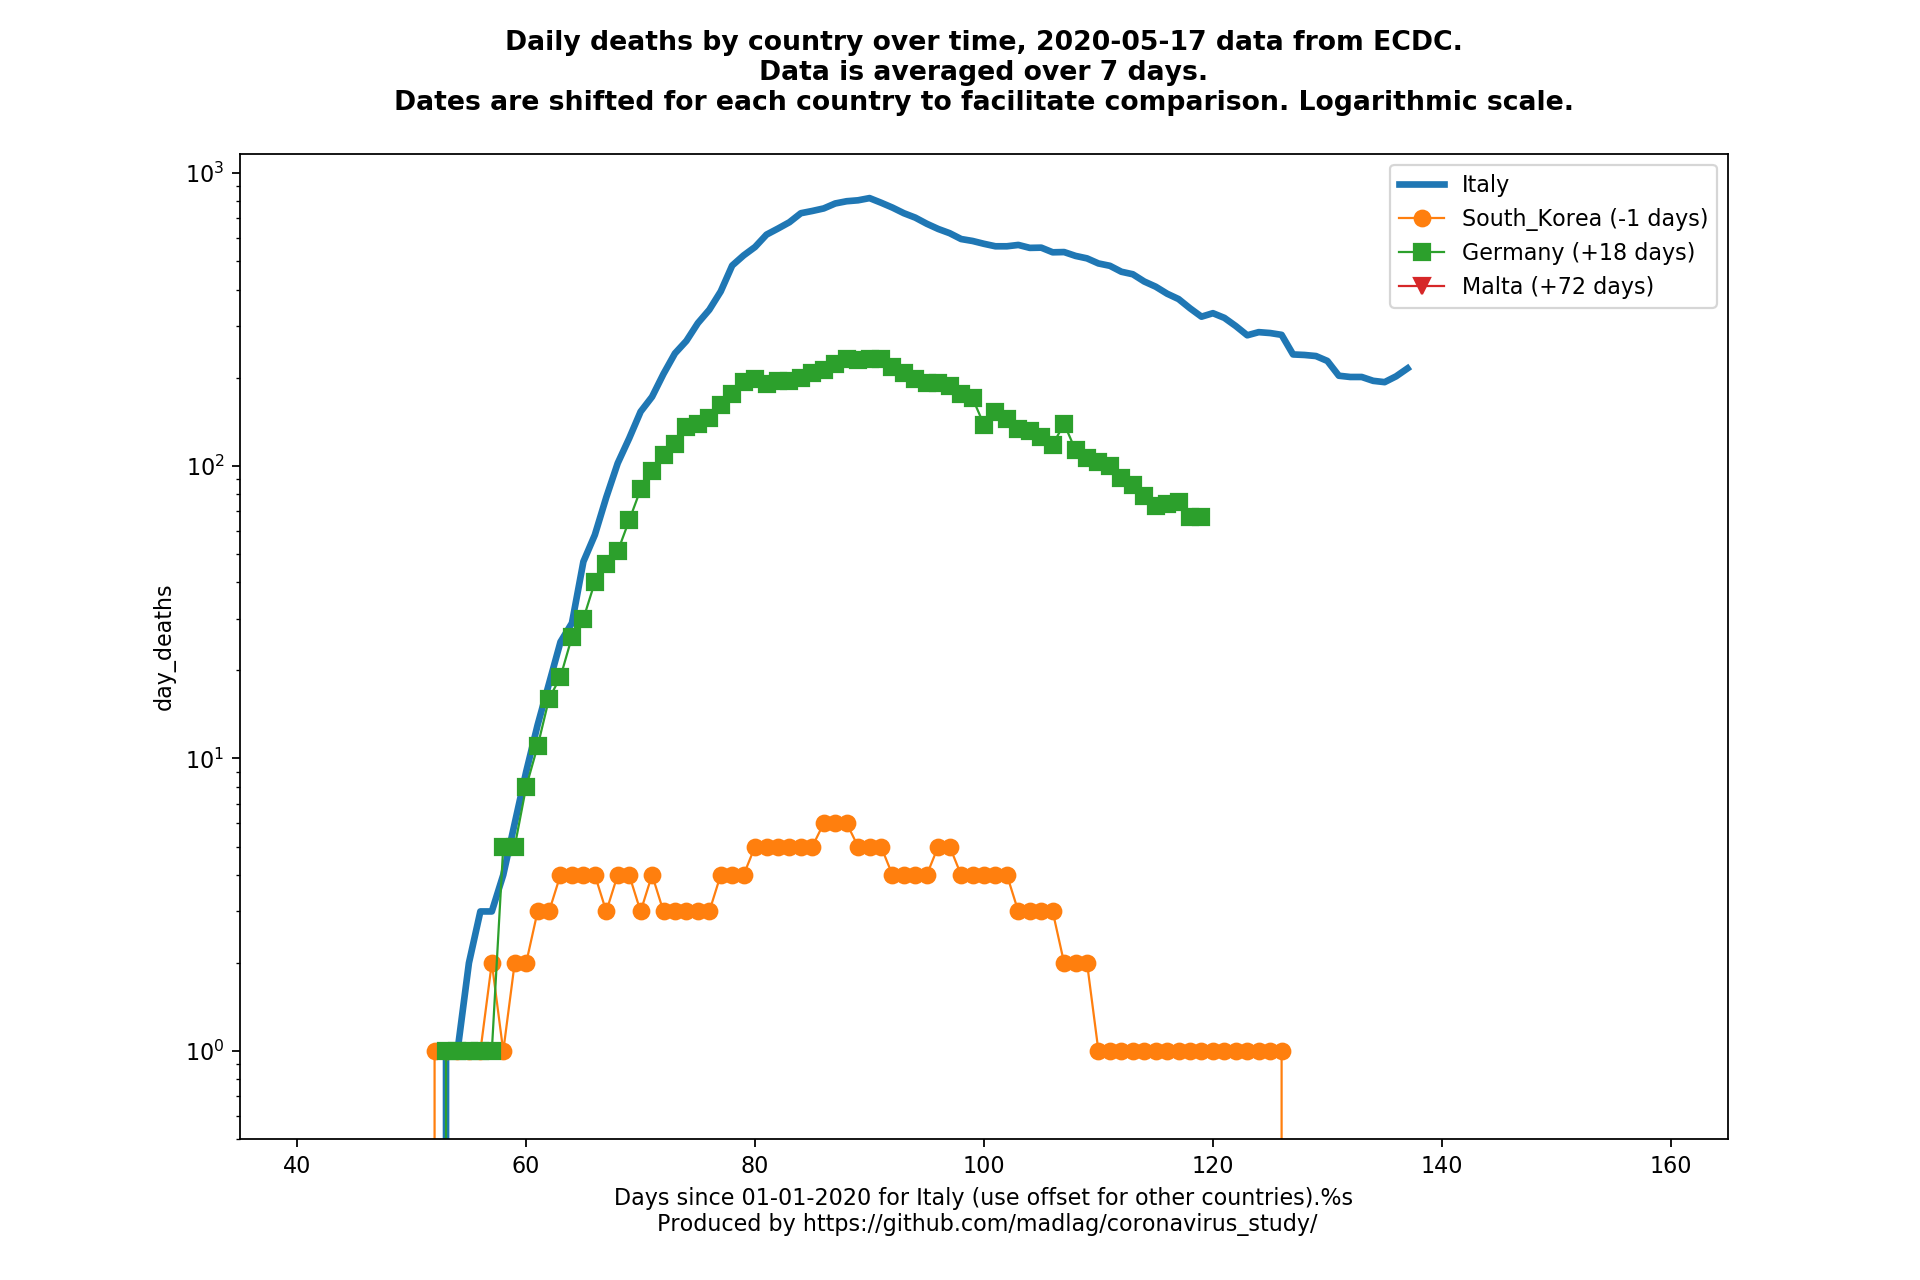 Daily deaths by country over time, 2020-05-17 data from ECDC.
Data is averaged over 7 days.
Dates are shifted for each country to facilitate comparison. Logarithmic scale.
10³
10²
10¹
10⁰
day_deaths
Italy
South_Korea (-1 days)
Germany (+18 days)
Malta (+72 days)
40 60 80 100 120 140 160
Days since 01-01-2020 for Italy (use offset for other countries).%s
Produced by https://github.com/madlag/coronavirus_study/